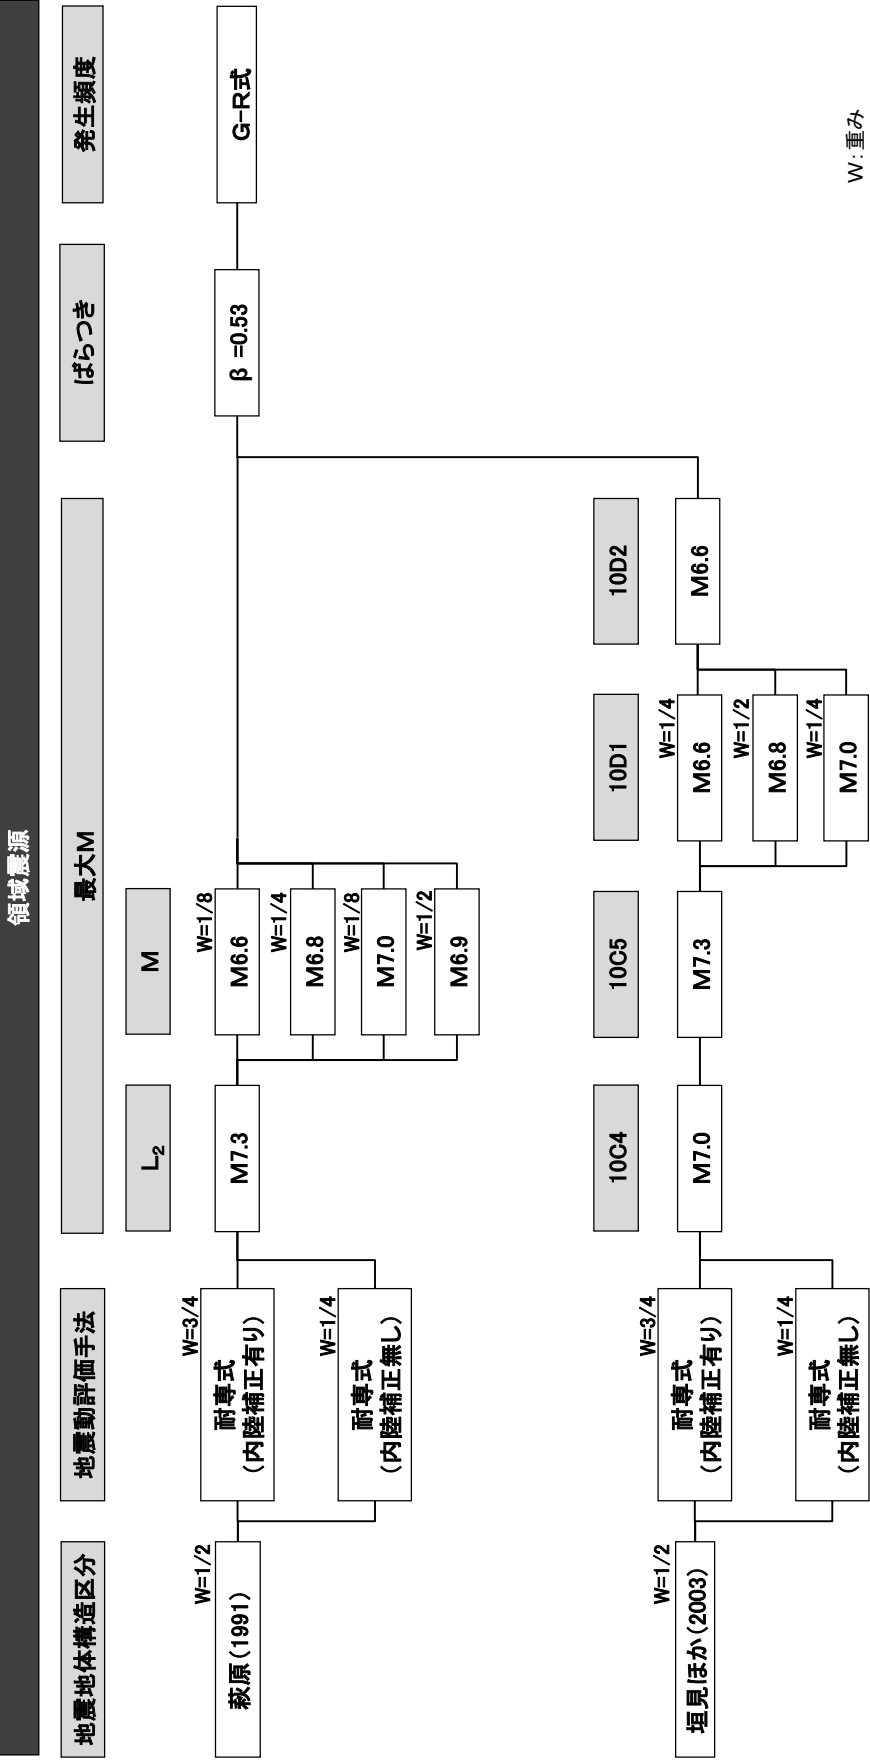 領域震源
地震地体構造区分
地震動評価手法
最大M
ばらつき
発生頻度
L₂
M
W=1/2
萩原(1991)
W=3/4
耐専式
(内陸補正有り)
W=1/4
耐専式
(内陸補正無し)
M7.3
W=1/8
M6.6
W=1/4
M6.8
W=1/8
M7.0
W=1/2
M6.9
β=0.53
G-R式
10C4
10C5
10D1
10D2
W=1/2
垣見ほか(2003)
W=3/4
耐専式
(内陸補正有り)
W=1/4
耐専式
(内陸補正無し)
M7.0
M7.3
W=1/4
M6.6
W=1/2
M6.8
W=1/4
M7.0
M6.6
W:重み